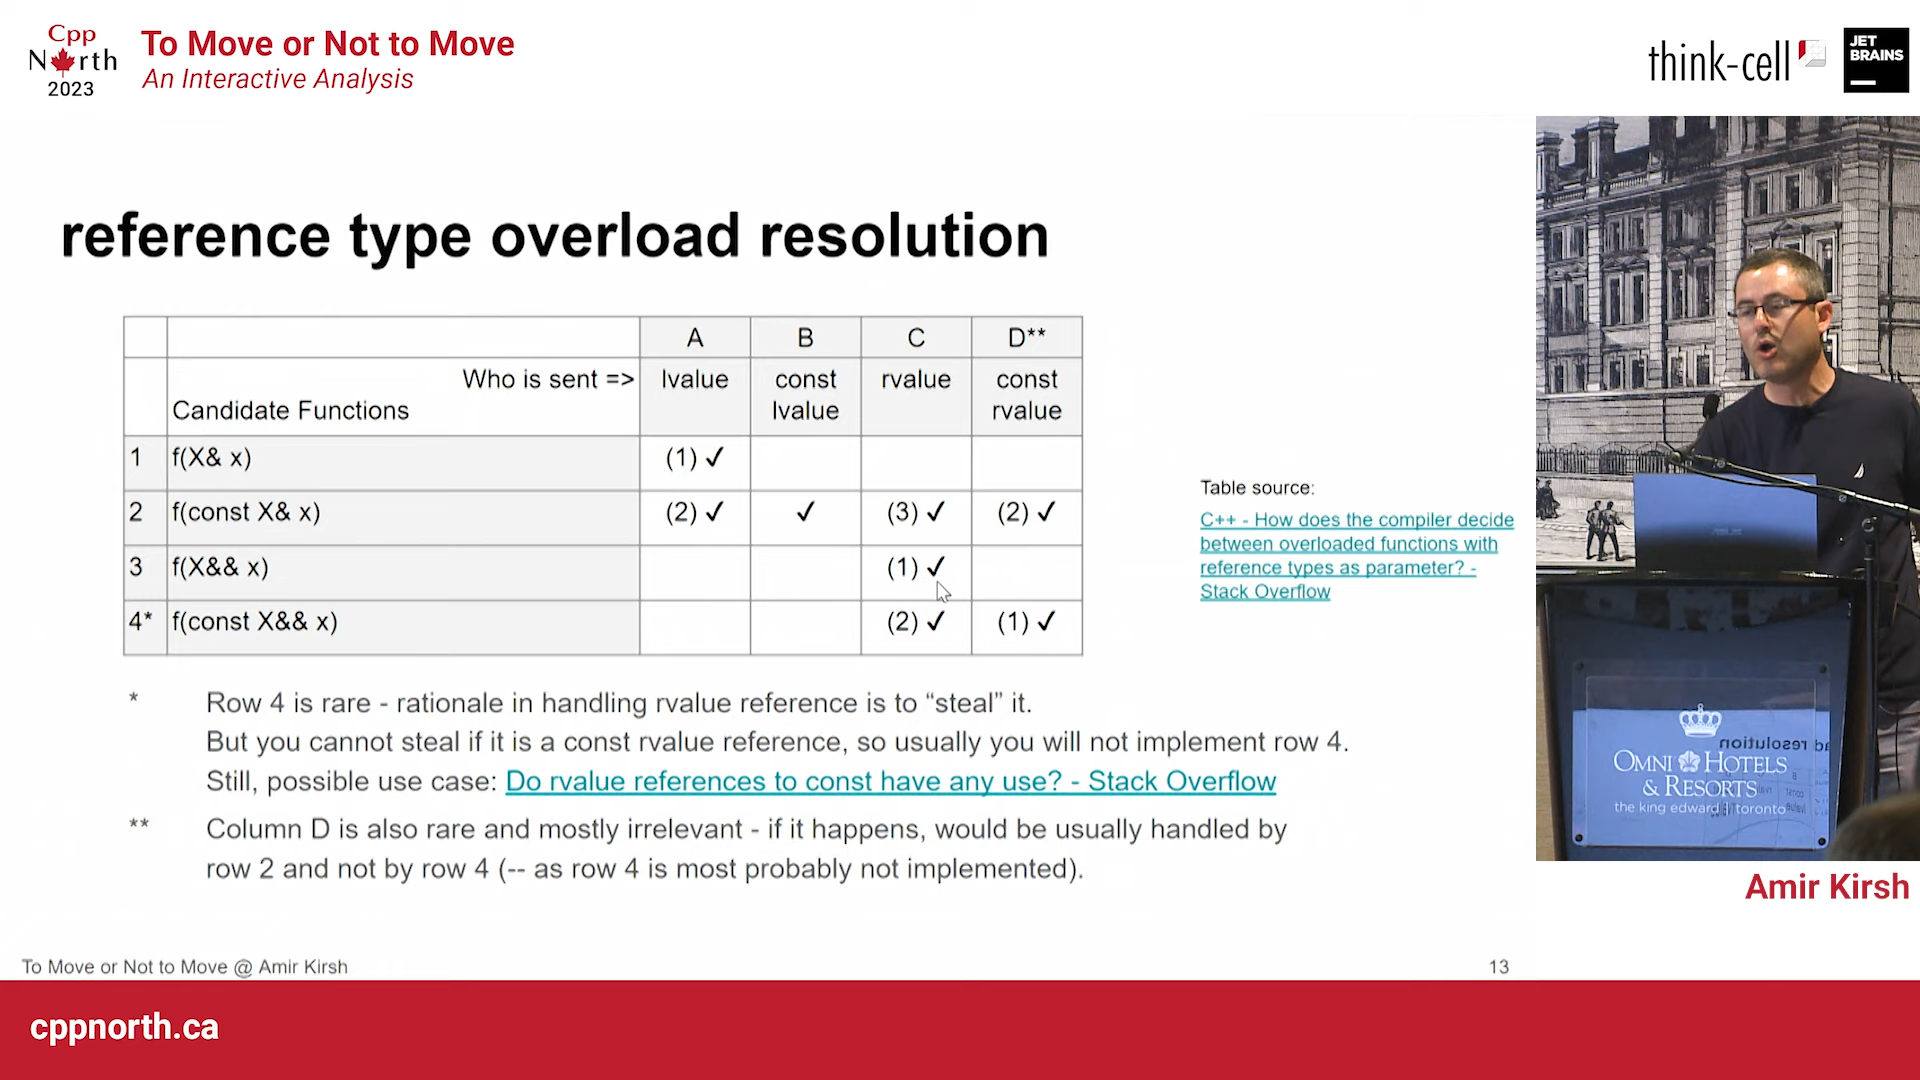 Cpp
North
2023
To Move or Not to Move
An Interactive Analysis
think-cell
JET
BRAINS
reference type overload resolution
A B C D**
Who is sent => lvalue const lvalue rvalue const rvalue
Candidate Functions
1 f(X& x) (1) ✓
2 f(const X& x) (2) ✓ ✓ (3) ✓ (2) ✓
3 f(X&& x) (1) ✓
4* f(const X&& x) (2) ✓ (1) ✓
Table source:
C++ - How does the compiler decide
between overloaded functions with
reference types as parameter? -
Stack Overflow
* Row 4 is rare - rationale in handling rvalue reference is to “steal” it.
But you cannot steal if it is a const rvalue reference, so usually you will not implement row 4.
Still, possible use case: Do rvalue references to const have any use? - Stack Overflow
** Column D is also rare and mostly irrelevant - if it happens, would be usually handled by
row 2 and not by row 4 (-- as row 4 is most probably not implemented).
To Move or Not to Move @ Amir Kirsh
13
OMNI HOTELS
& RESORTS
the king edward | toronto
Amir Kirsh
cppnorth.ca